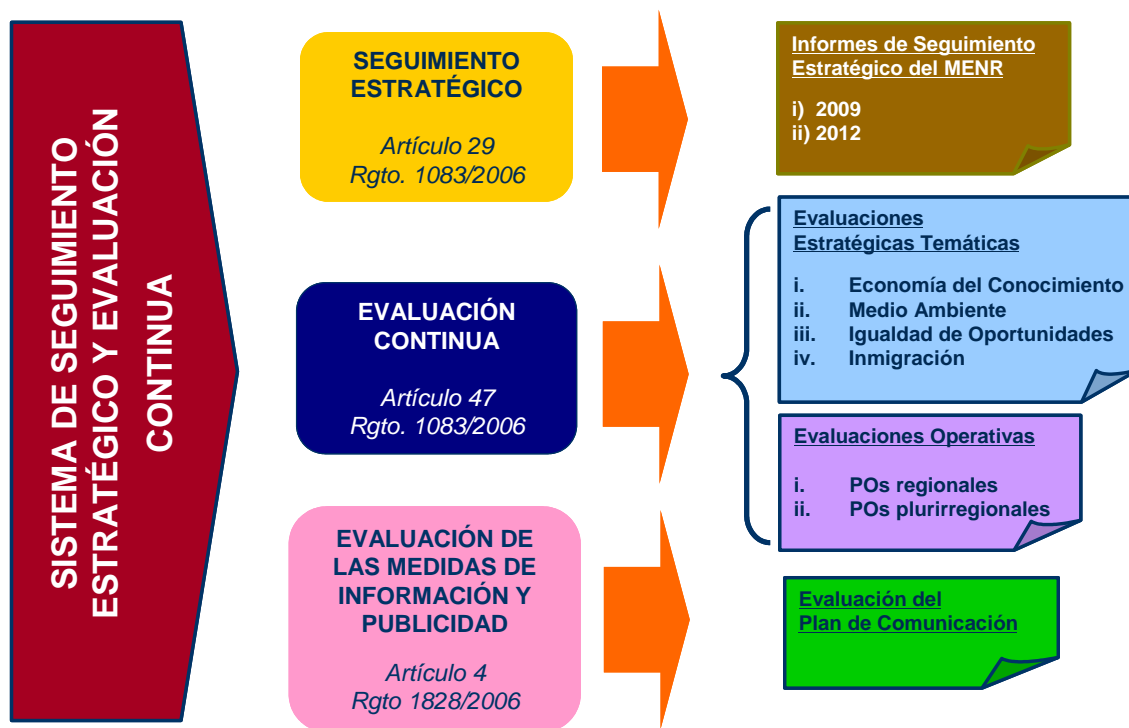 SISTEMA DE SEGUIMIENTO
ESTRATÉGICO Y EVALUACIÓN
CONTINUA
SEGUIMIENTO
ESTRATÉGICO
Artículo 29
Rgto. 1083/2006
Informes de Seguimiento
Estratégico del MENR
i) 2009
ii) 2012
EVALUACIÓN
CONTINUA
Artículo 47
Rgto. 1083/2006
Evaluaciones
Estratégicas Temáticas
i. Economía del Conocimiento
ii. Medio Ambiente
iii. Igualdad de Oportunidades
iv. Inmigración
Evaluaciones Operativas
i. POs regionales
ii. POs plurirregionales
EVALUACIÓN DE
LAS MEDIDAS DE
INFORMACIÓN Y
PUBLICIDAD
Artículo 4
Rgto 1828/2006
Evaluación del
Plan de Comunicación